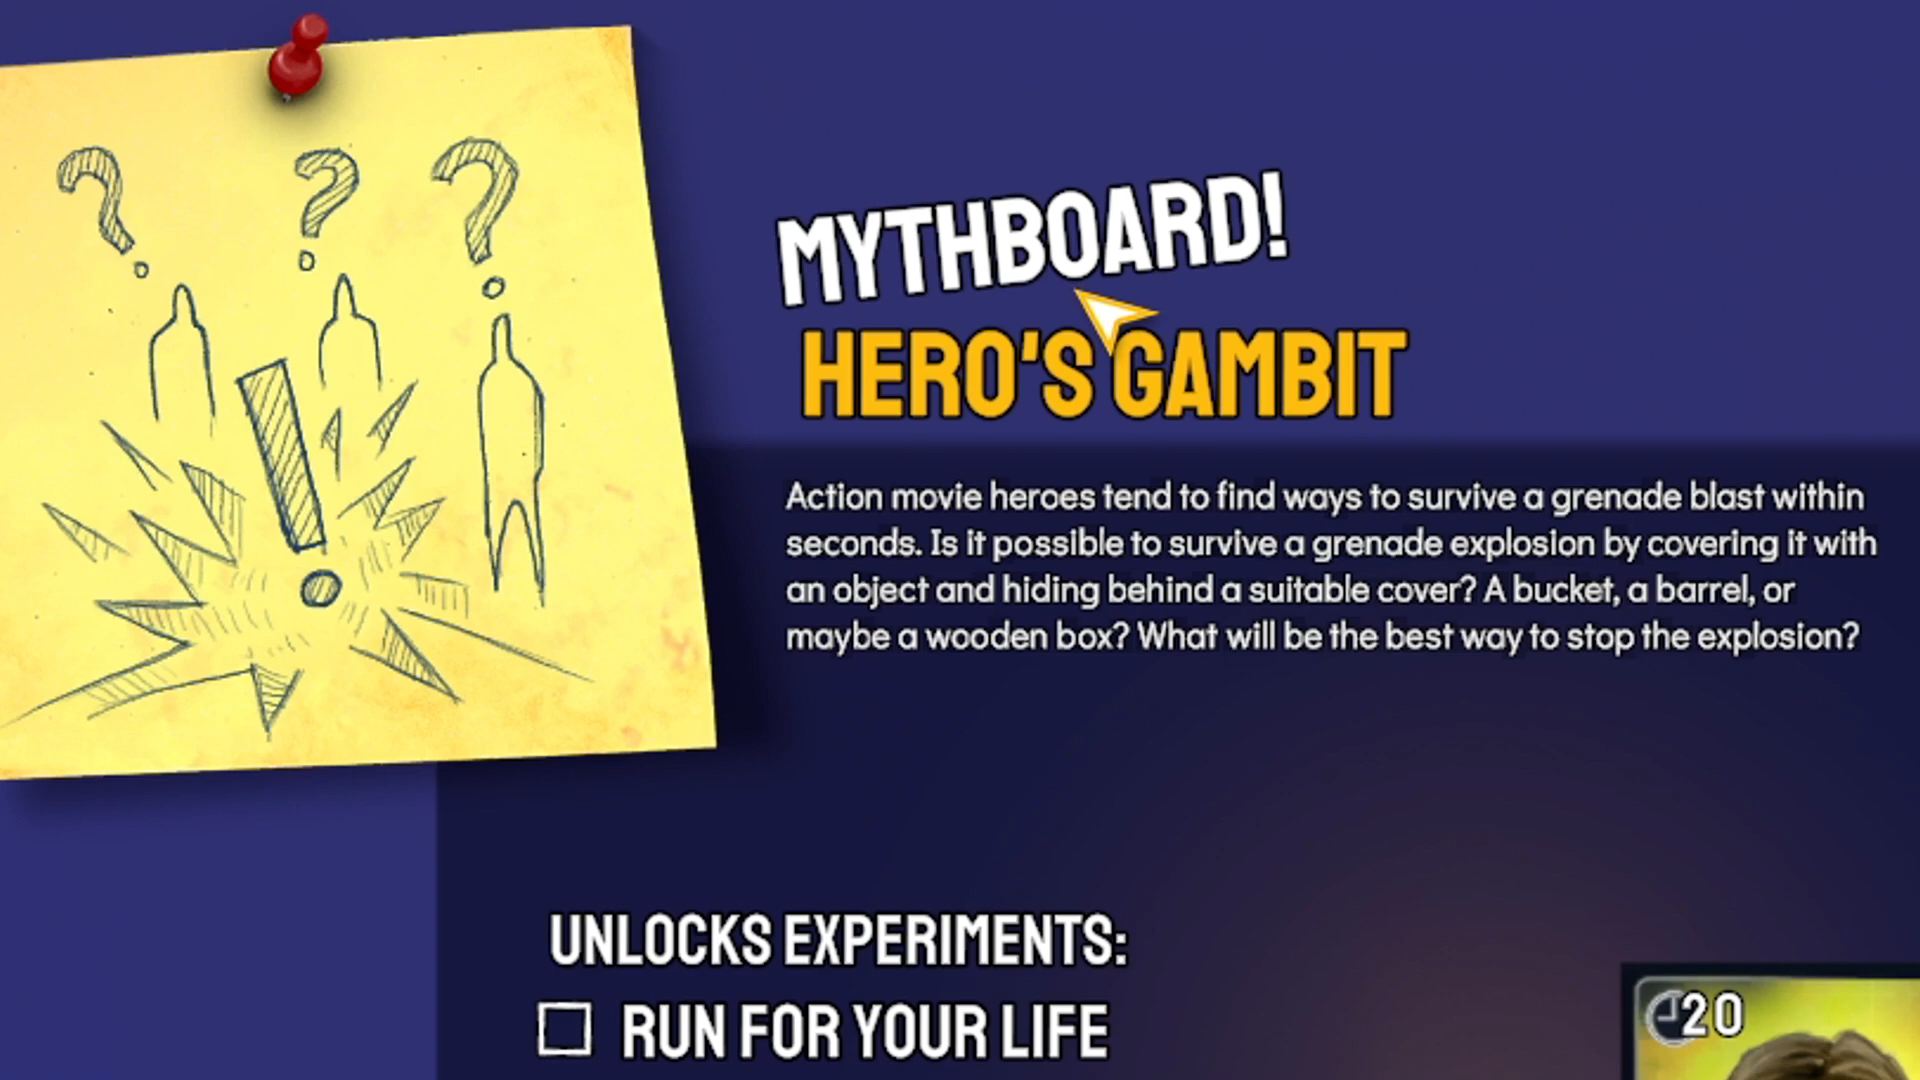 ? ? ?
!
MYTHBOARD!
HERO'S GAMBIT
Action movie heroes tend to find ways to survive a grenade blast within
seconds. Is it possible to survive a grenade explosion by covering it with
an object and hiding behind a suitable cover? A bucket, a barrel, or
maybe a wooden box? What will be the best way to stop the explosion?
UNLOCKS EXPERIMENTS:
RUN FOR YOUR LIFE
20